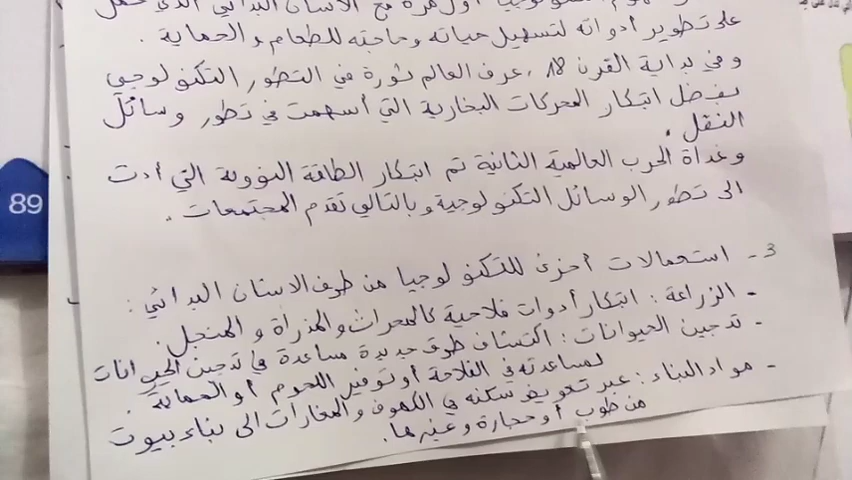 على تطوير أدواته لتسهيل حياته وحاجته للطعام والحماية .
وفي بداية القرن 18 ، عرف العالم ثورة في التطور التكنولوجي
بفضل ابتكار المحركات البخارية التي أسهمت في تطور وسائل
النقل .
وغداة الحرب العالمية الثانية تم ابتكار الطاقة النووية التي أدت
الى تطور الوسائل التكنولوجية وبالتالي تقدم المجتمعات .
3 - استعمالات أخرى للتكنولوجيا من طرف الانسان البدائي :
- الزراعة : ابتكار أدوات فلاحية كالمحراث والمذراة والمنجل .
- تدجين الحيوانات : اكتشاف طرق جديدة مساعدة في تدجين الحيوانات
لمساعدته في الفلاحة أو توفير اللحوم أو الحماية .
- مواد البناء : عبر تعويض سكنه في الكهوف والمغارات الى بناء بيوت
من طوب أو حجارة وغيرها .
89